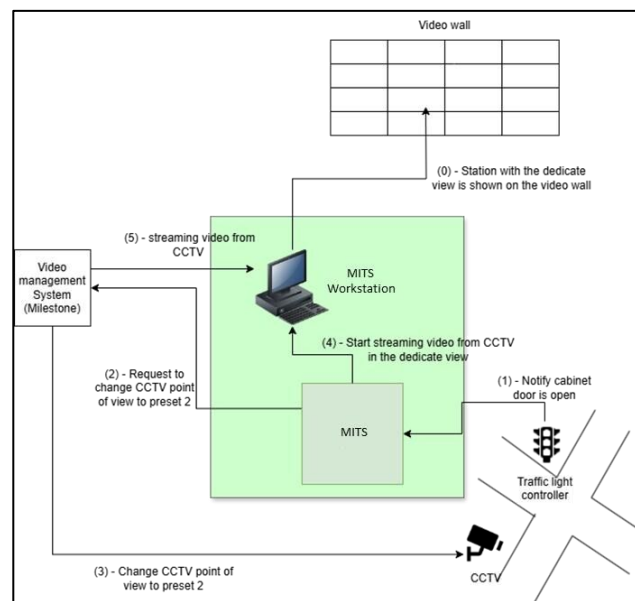 Video wall
(0) - Station with the dedicate
view is shown on the video wall
(5) - streaming video from
CCTV
Video
management
System
(Milestone)
MITS
Workstation
(4) - Start streaming video from CCTV
in the dedicate view
(2) - Request to
change CCTV point
of view to preset 2
(1) - Notify cabinet
door is open
MITS
Traffic light
controller
CCTV
(3) - Change CCTV point of
view to preset 2